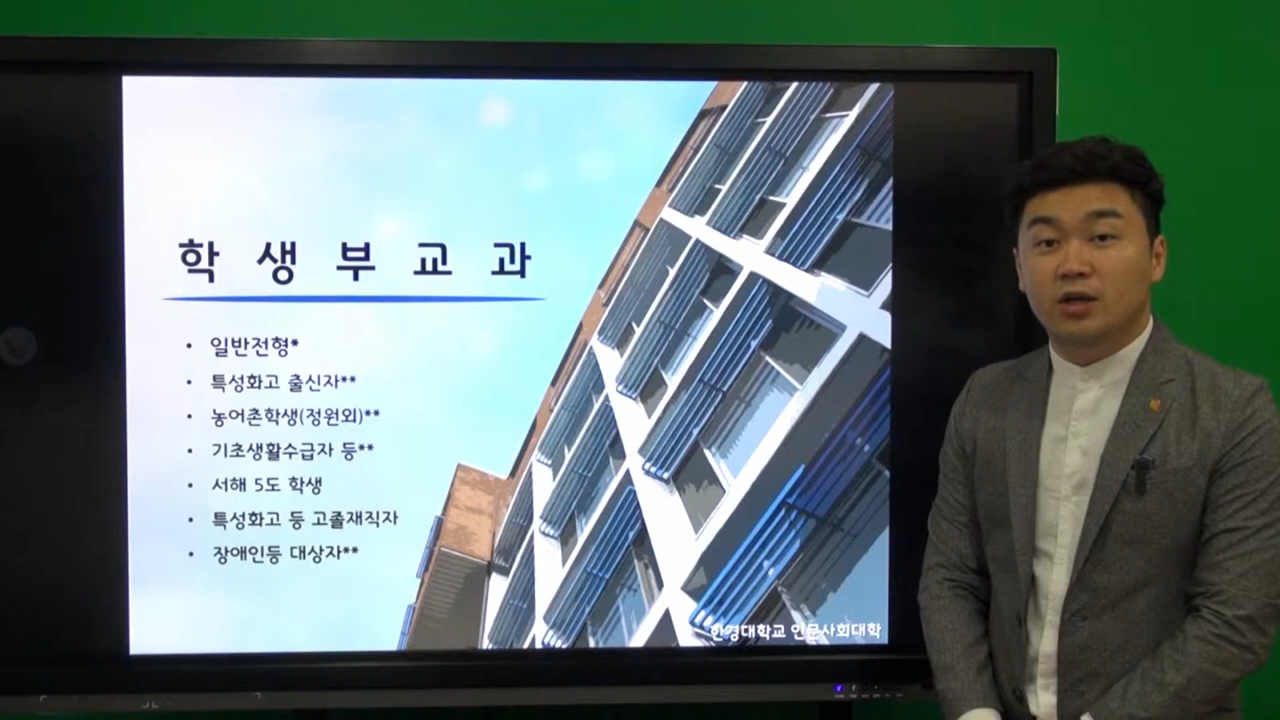 학생부교과
• 일반전형*
• 특성화고 출신자**
• 농어촌학생(정원외)**
• 기초생활수급자 등**
• 서해 5도 학생
• 특성화고 등 고졸재직자
• 장애인등 대상자**
한경대학교 인문사회대학